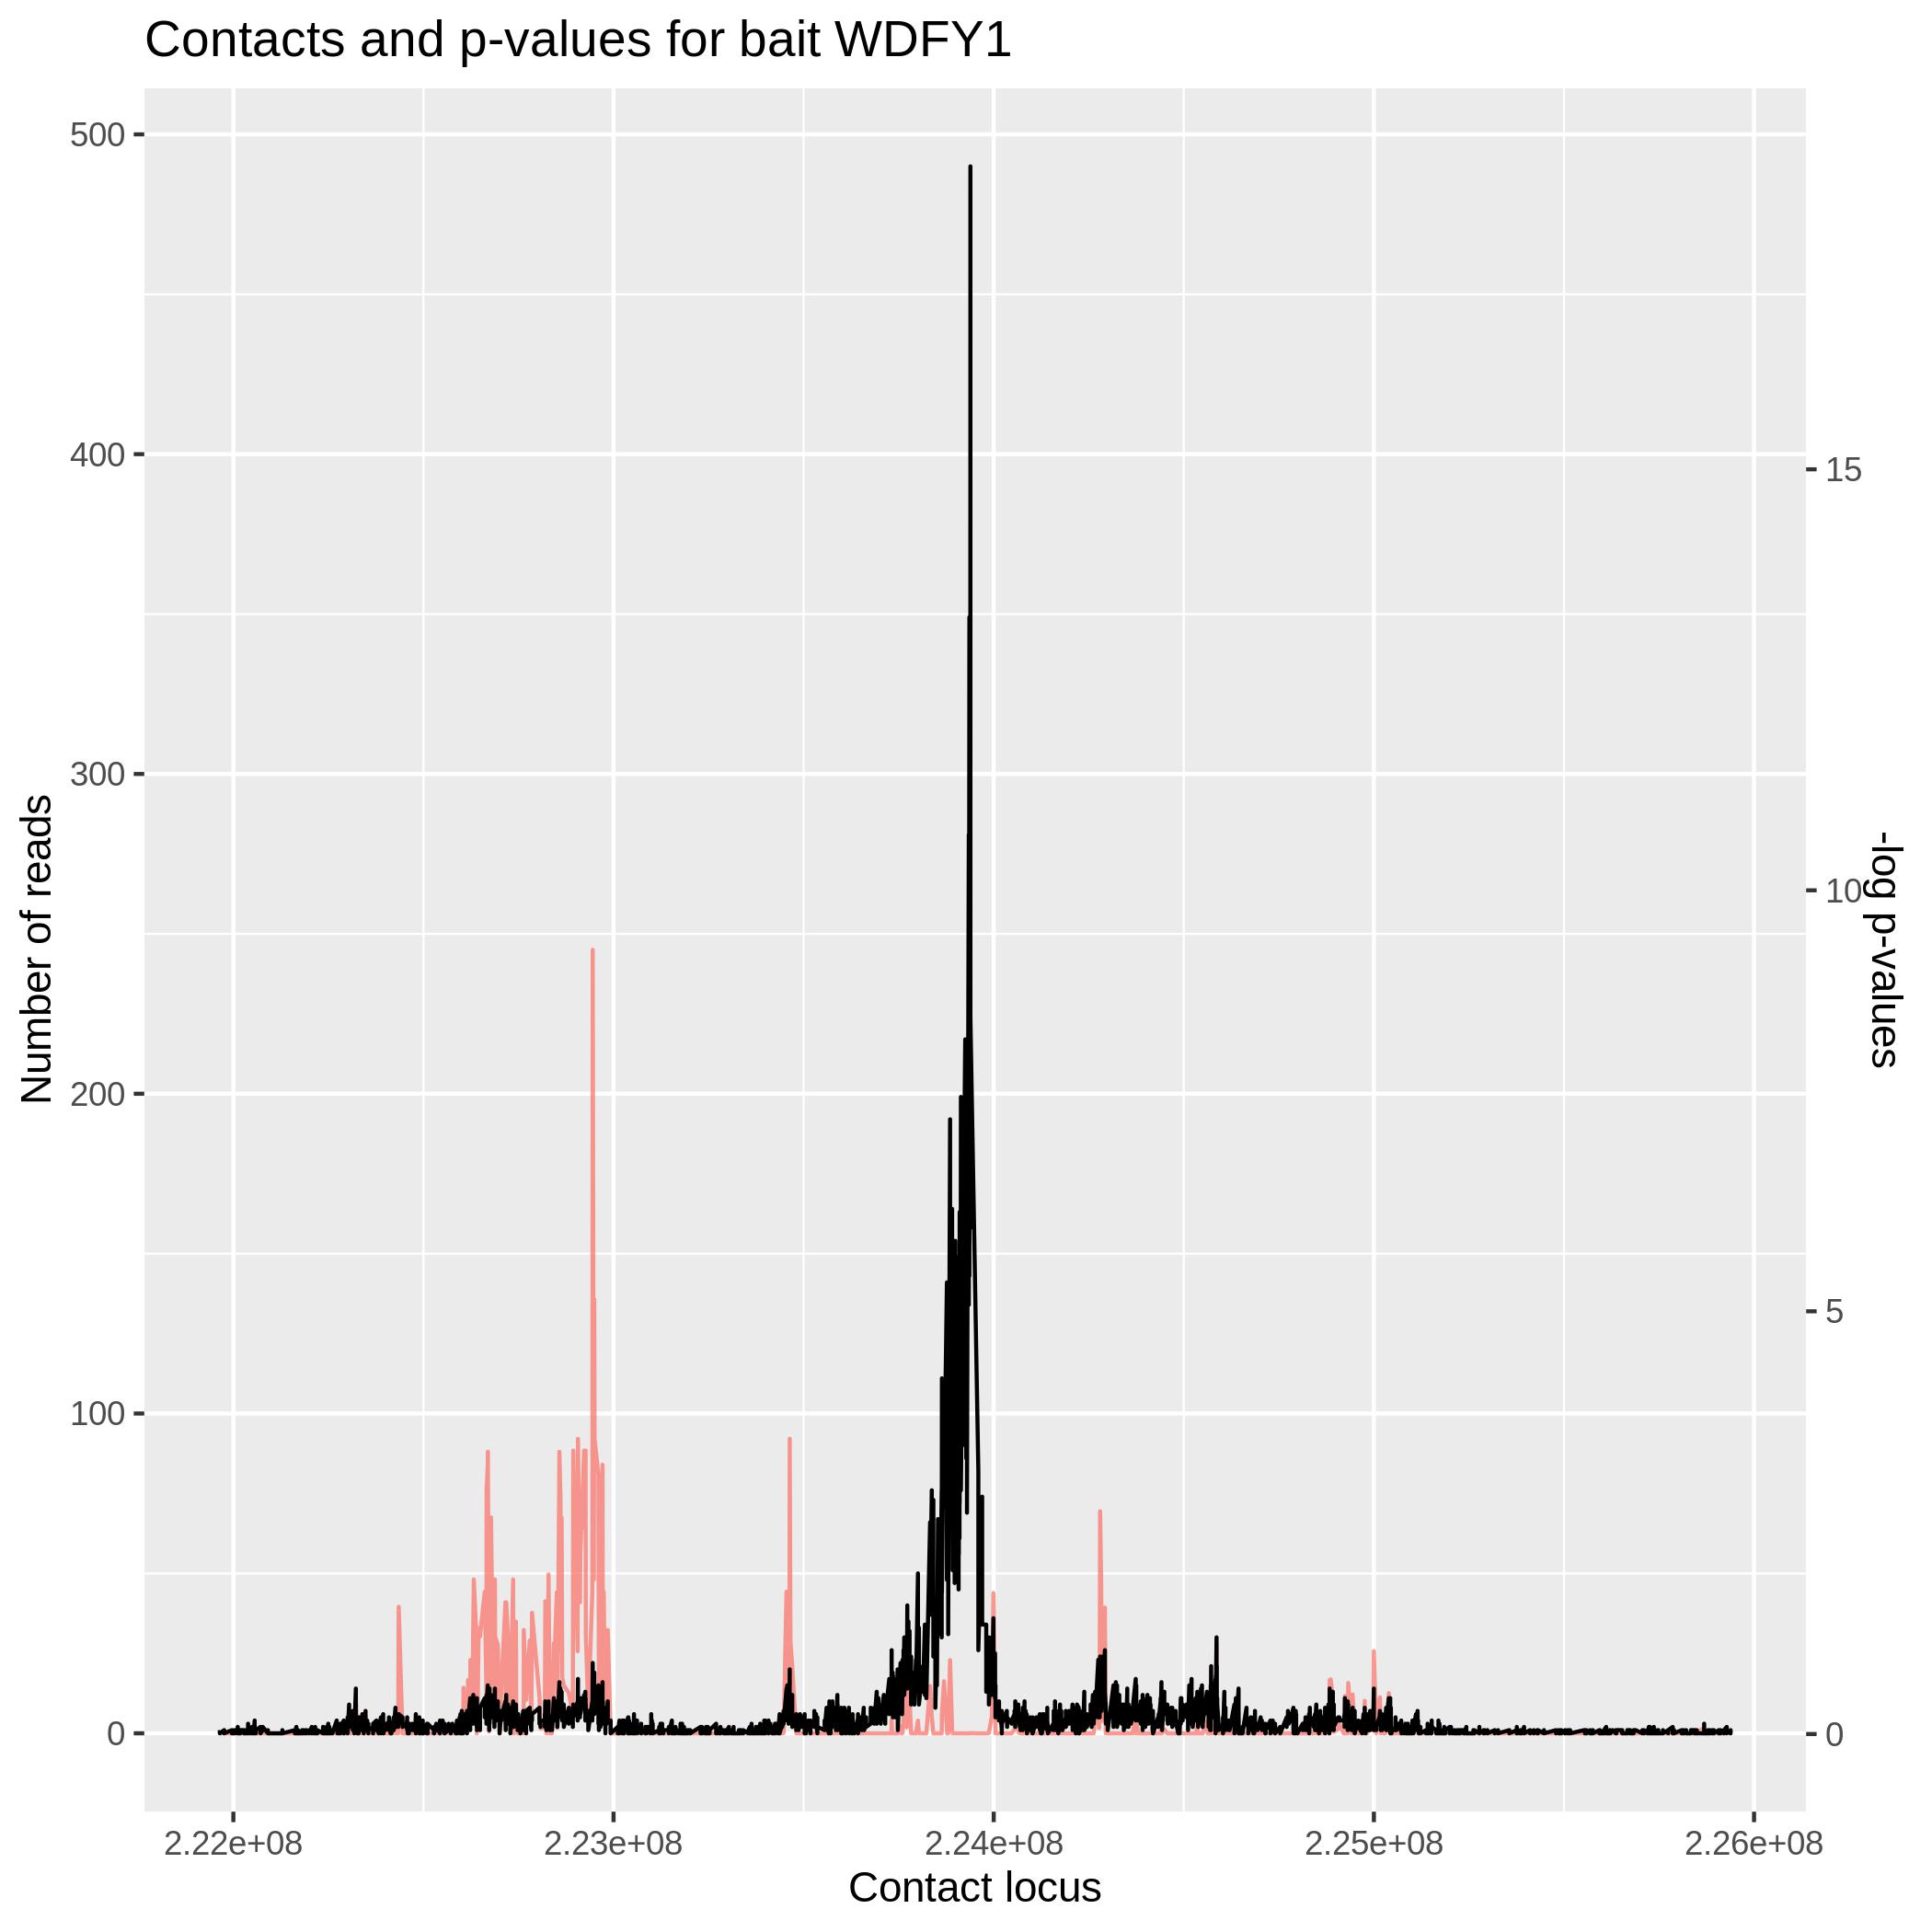 Contacts and p-values for bait WDFY1
500
400
300
200
100
0
Number of reads
15
10
5
0
-log p-values
2.22e+08
2.23e+08
2.24e+08
2.25e+08
2.26e+08
Contact locus